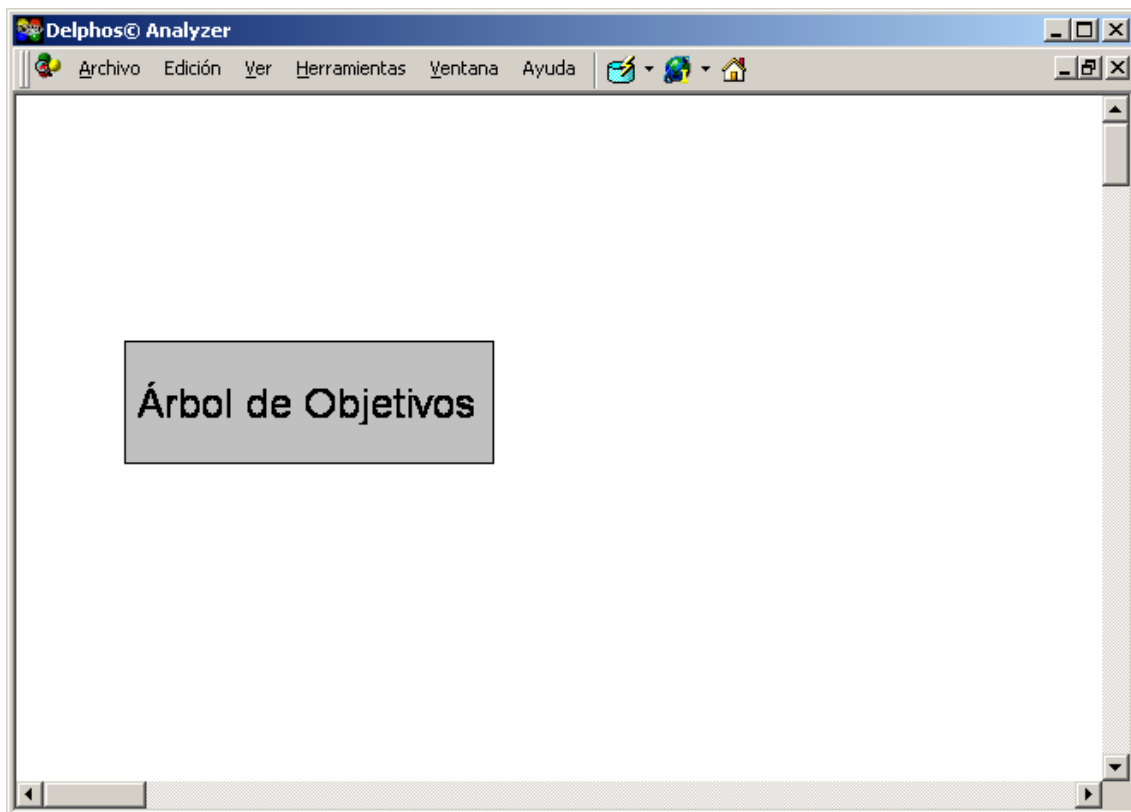 Delphos© Analyzer
Archivo Edición Ver Herramientas Ventana Ayuda
Árbol de Objetivos